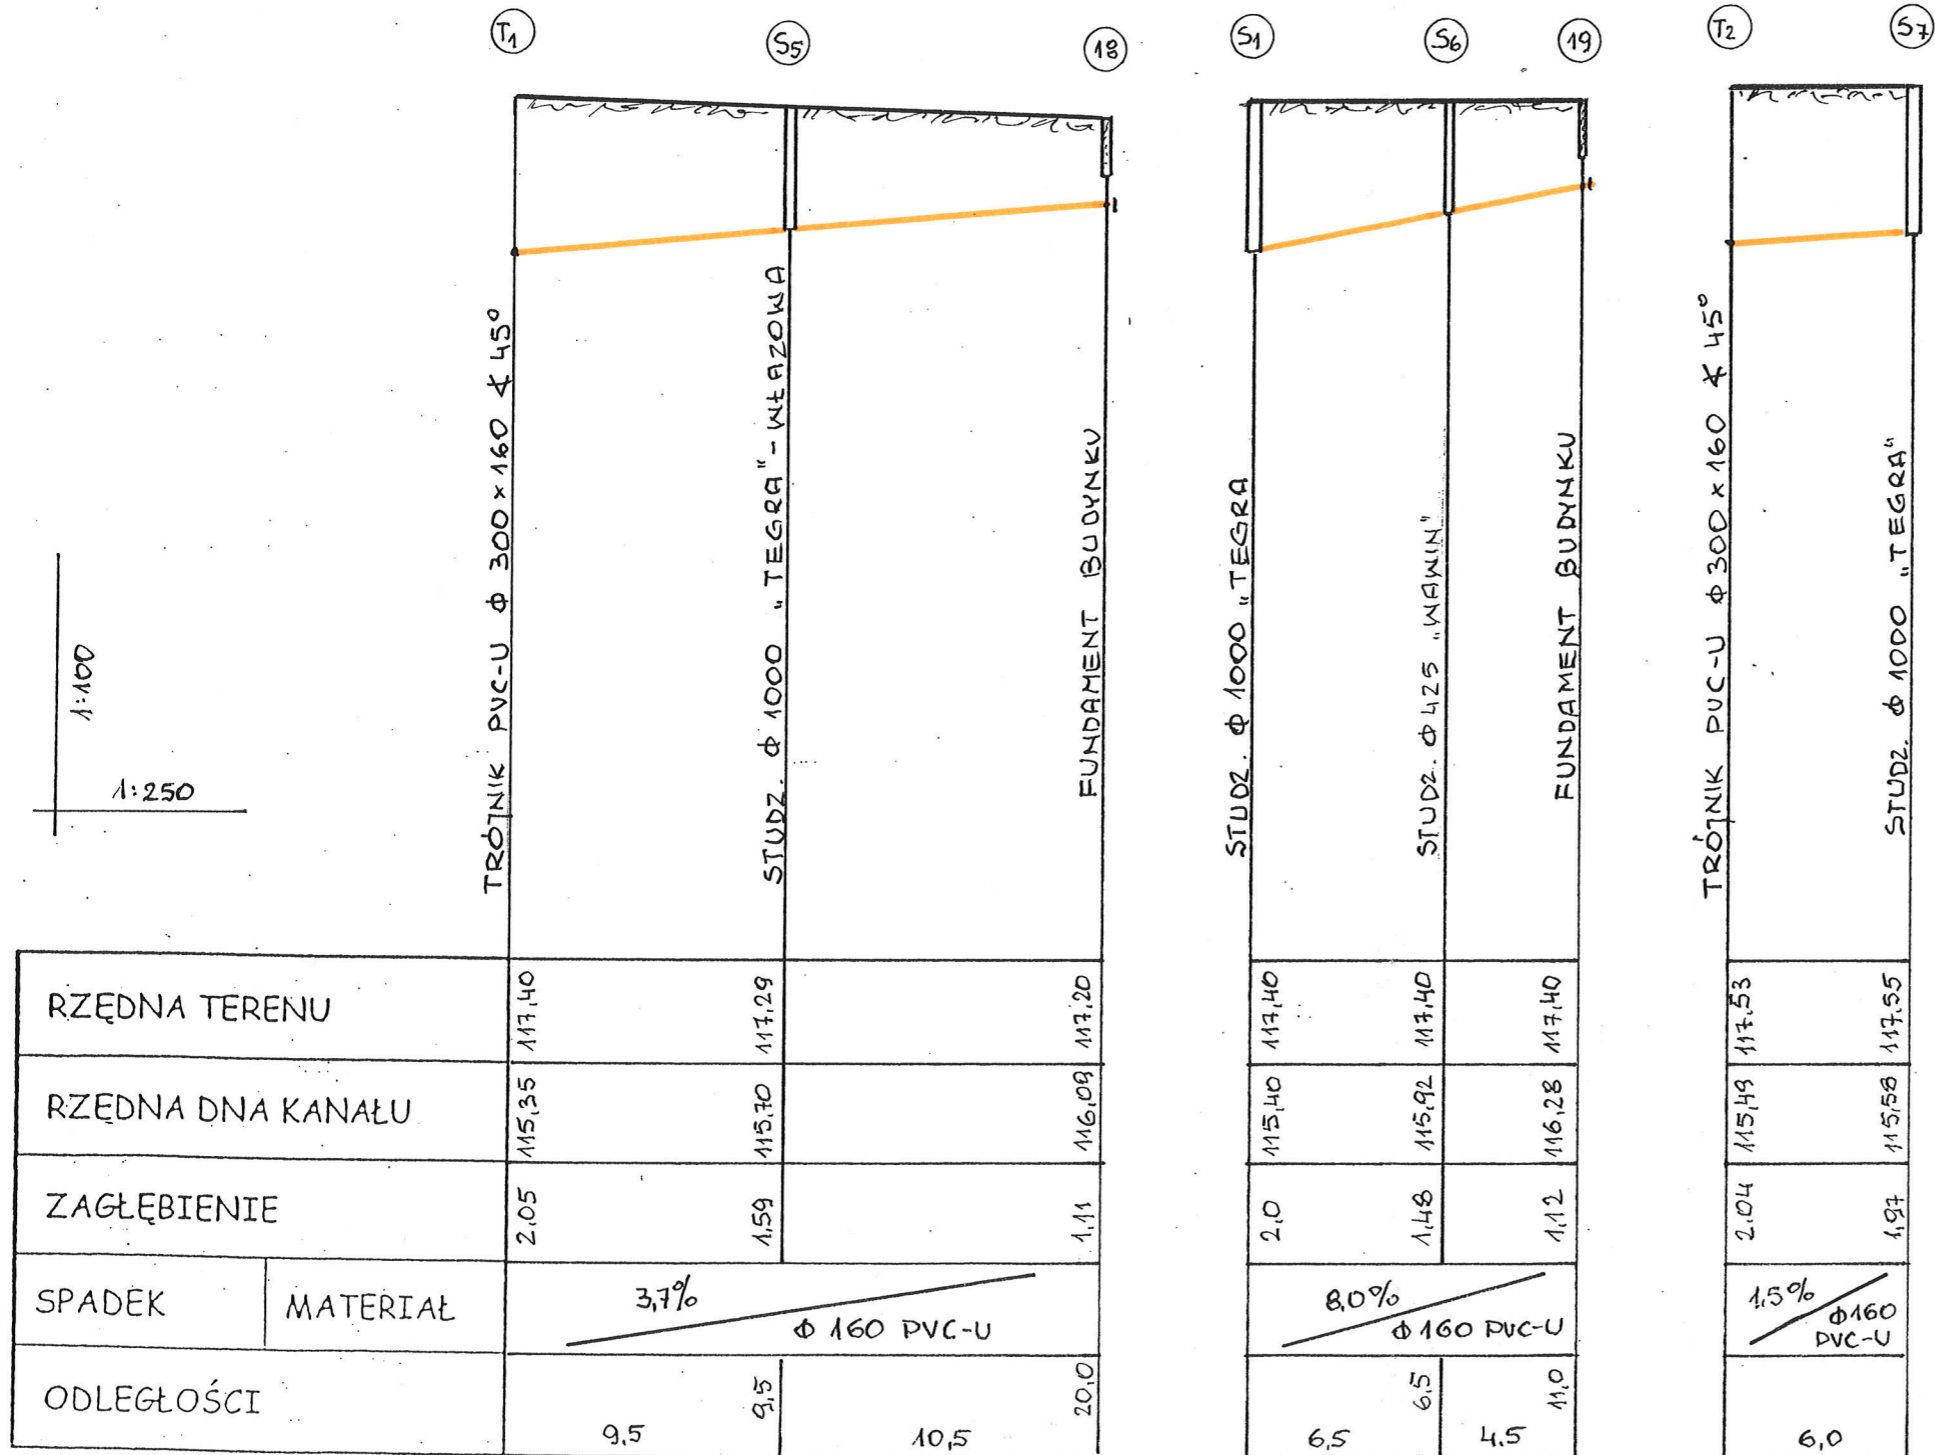 T1 S5 18 S1 S6 19 T2 S7
TRÓJNIK PVC-U Φ 300×160 ∢ 45°
STUDZ. Φ 1000 „TEGRA" - WŁAZOWA
FUNDAMENT BUDYNKU
STUDZ. Φ 1000 „TEGRA
STUDZ. Φ 425 „WAWIN"
FUNDAMENT BUDYNKU
TRÓJNIK PVC-U Φ 300×160 ∢ 45°
STUDZ. Φ 1000 „TEGRA"
1:100
1:250
RZĘDNA TERENU 117,40 117,29 117,20 117,40 117,40 117,40 117,53 117,55
RZĘDNA DNA KANAŁU 115,35 115,70 116,09 115,40 115,92 116,28 115,49 115,58
ZAGŁĘBIENIE 2,05 1,59 1,11 2,0 1,48 1,12 2,04 1,97
SPADEK MATERIAŁ 3,7% Φ 160 PVC-U 8,0% Φ 160 PVC-U 1,5% Φ160
PVC-U
ODLEGŁOŚCI 9,5 20,0 6,5 11,0
9,5 10,5 6,5 4,5 6,0